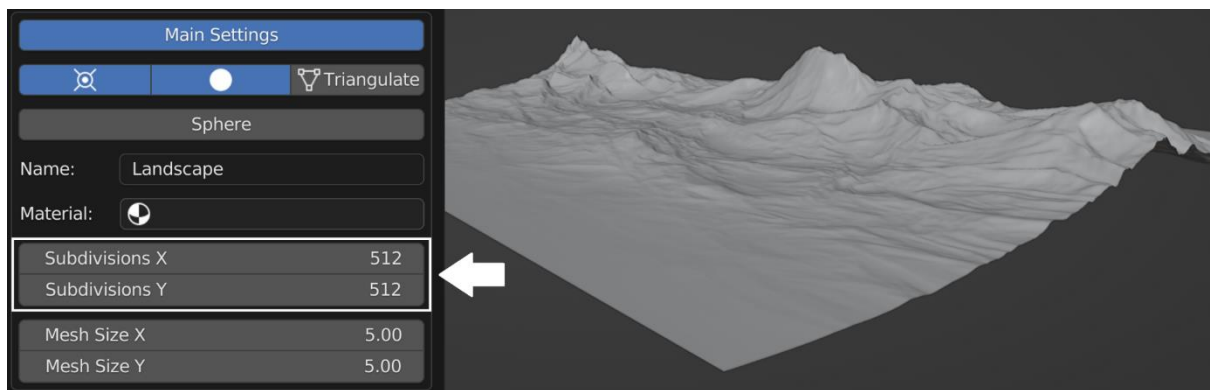 Main Settings
Triangulate
Sphere
Name: Landscape
Material:
Subdivisions X 512
Subdivisions Y 512
Mesh Size X 5.00
Mesh Size Y 5.00